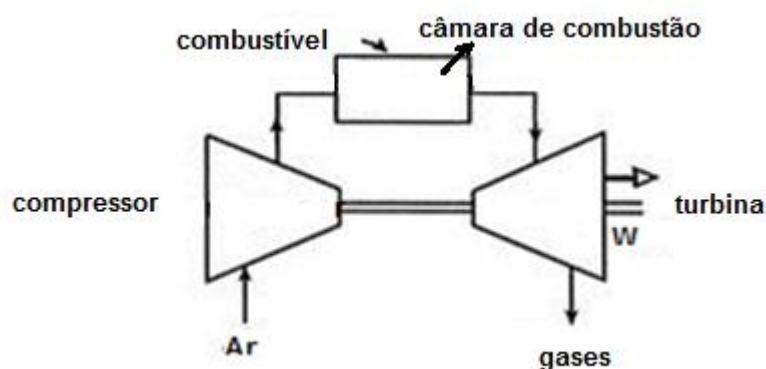 combustível
câmara de combustão
compressor
turbina
W
Ar
gases